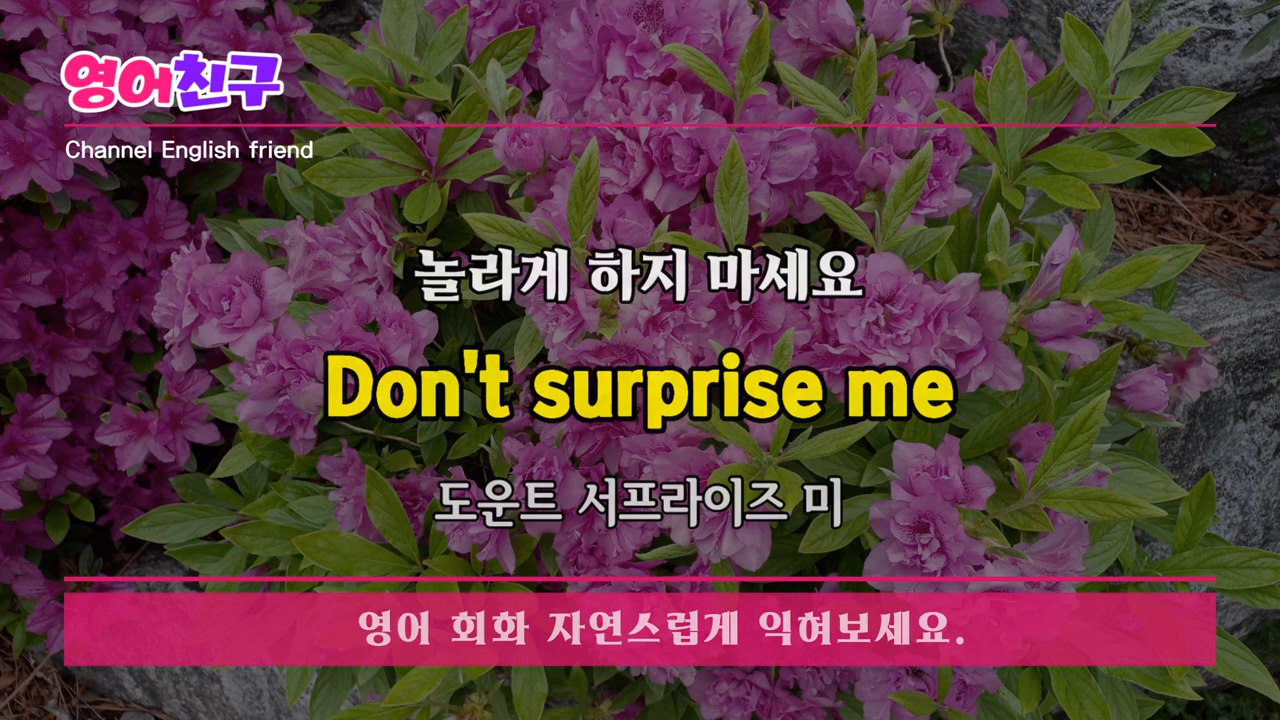 영어친구
Channel English friend
놀라게 하지 마세요
Don't surprise me
도운트 서프라이즈 미
영어 회화 자연스럽게 익혀보세요.